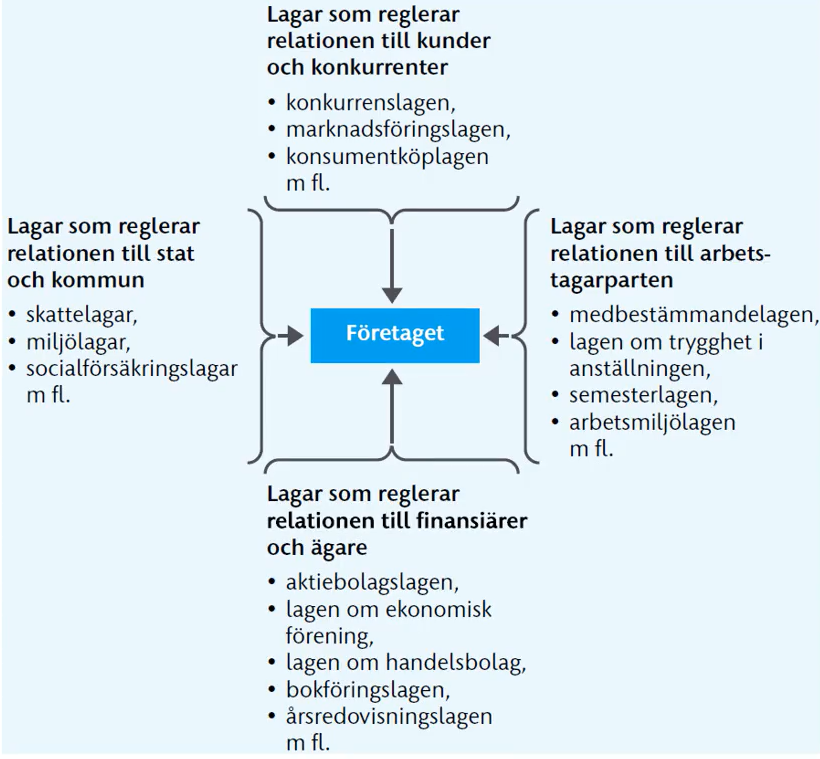 Lagar som reglerar
relationen till kunder
och konkurrenter
• konkurrenslagen,
• marknadsföringslagen,
• konsumentköplagen
m fl.
Lagar som reglerar
relationen till stat
och kommun
• skattelagar,
• miljölagar,
• socialförsäkringslagar
m fl.
Företaget
Lagar som reglerar
relationen till arbets-
tagarparten
• medbestämmandelagen,
• lagen om trygghet i
anställningen,
• semesterlagen,
• arbetsmiljölagen
m fl.
Lagar som reglerar
relationen till finansiärer
och ägare
• aktiebolagslagen,
• lagen om ekonomisk
förening,
• lagen om handelsbolag,
• bokföringslagen,
• årsredovisningslagen
m fl.